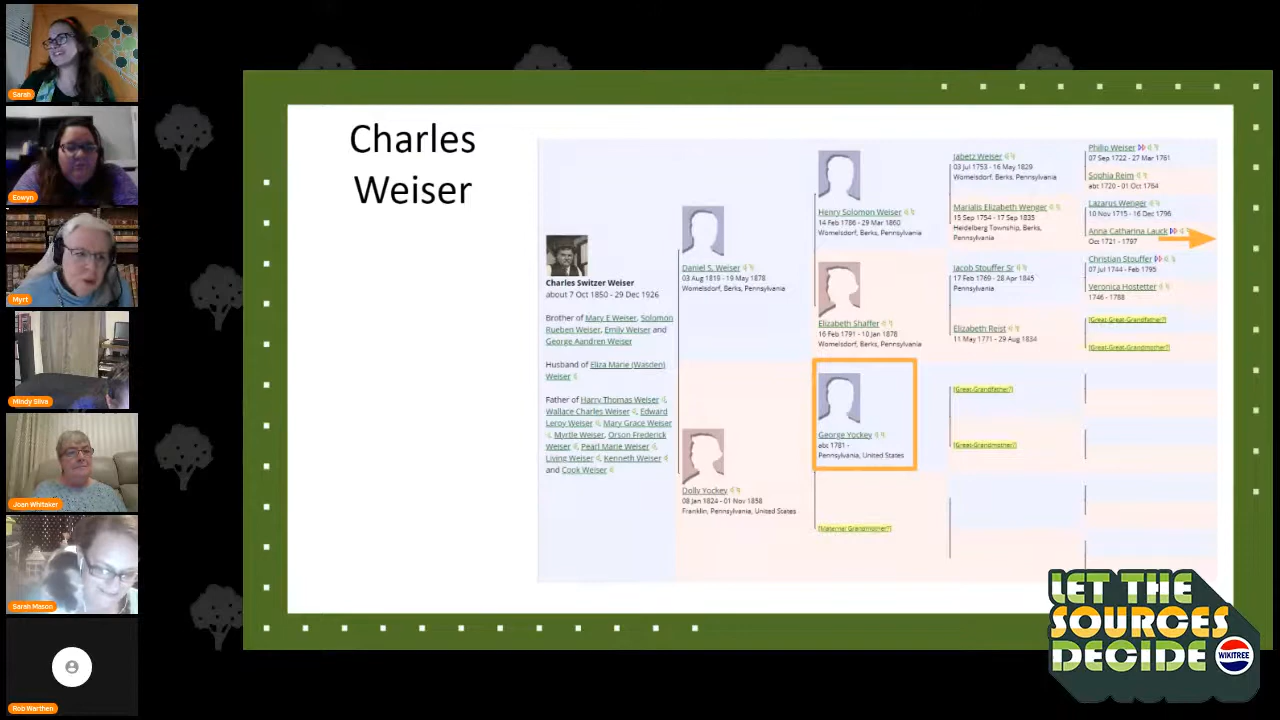 Sarah
Eowyn
Myrt
Mindy Silva
Joan Whitaker
Sarah Mason
Rob Warthen
Charles
Weiser
Charles Switzer Weiser
about 7 Oct 1850 - 29 Dec 1926
Brother of Mary E Weiser, Solomon
Rueben Weiser, Emily Weiser and
George Aandren Weiser
Husband of Eliza Marie (Wasden)
Weiser
Father of Harry Thomas Weiser,
Wallace Charles Weiser, Edward
Leroy Weiser, Mary Grace Weiser
, Myrtle Weiser, Orson Frederick
Weiser, Pearl Marie Weiser,
Living Weiser, Kenneth Weiser
and Cook Weiser
Daniel S. Weiser
03 Aug 1819 - 19 May 1878
Womelsdorf, Berks, Pennsylvania
Dolly Yockey
08 Jan 1824 - 01 Nov 1858
Franklin, Pennsylvania, United States
Henry Solomon Weiser
14 Feb 1786 - 29 Mar 1860
Womelsdorf, Berks, Pennsylvania
Elizabeth Shaffer
16 Feb 1791 - 10 Jan 1878
Womelsdorf, Berks, Pennsylvania
George Yockey
abt 1781 -
Pennsylvania, United States
[Maternal Grandmother?]
Jabetz Weiser
03 Jul 1753 - 16 May 1829
Womelsdorf, Berks, Pennsylvania
Marialis Elizabeth Wenger
15 Sep 1754 - 17 Sep 1835
Heidelberg Township, Berks,
Pennsylvania
Jacob Stouffer Sr
17 Feb 1769 - 28 Apr 1845
Pennsylvania
Elizabeth Reist
11 May 1771 - 29 Aug 1834
[Great-Grandfather?]
[Great-Grandmother?]
Philip Weiser
07 Sep 1722 - 27 Mar 1761
Sophia Reim
abt 1720 - 01 Oct 1764
Lazarus Wenger
10 Nov 1715 - 16 Dec 1796
Anna Catharina Lauck
Oct 1721 - 1797
Christian Stouffer
07 Jul 1744 - Feb 1795
Veronica Hostetter
1746 - 1788
[Great-Great-Grandfather?]
[Great-Great-Grandmother?]
LET THE
SOURCES
DECIDE
WIKITREE